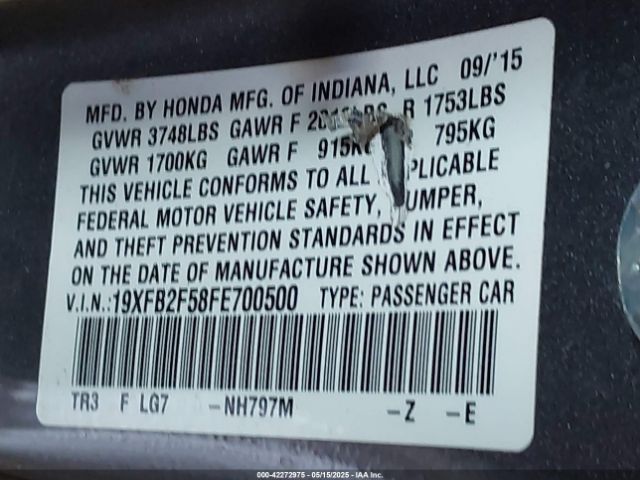 MFD. BY HONDA MFG. OF INDIANA, LLC 09/'15
GVWR 3748LBS GAWR F R 1753LBS
GVWR 1700KG GAWR F 795KG
THIS VEHICLE CONFORMS TO ALL
FEDERAL MOTOR VEHICLE SAFETY,
AND THEFT PREVENTION STANDARDS IN EFFECT
ON THE DATE OF MANUFACTURE SHOWN ABOVE.
V.I.N.:19XFB2F58FE700500 TYPE: PASSENGER CAR
TR3 F LG7 -NH797M -Z -E
000-42272975 - 05/15/2025 - IAA Inc.